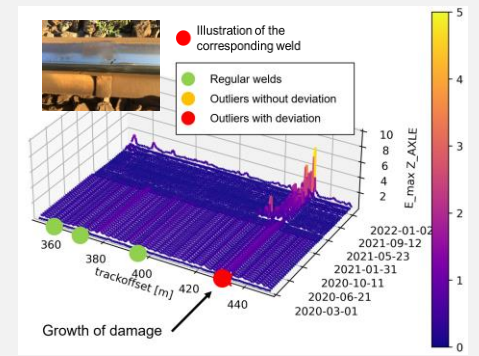 Illustration of the
corresponding weld
Regular welds
Outliers without deviation
Outliers with deviation
5
4
3
2
1
0
E_max Z_AXLE
10
8
6
4
2
2022-01-02
2021-09-12
2021-05-23
2021-01-31
2020-10-11
2020-06-21
2020-03-01
360
380
400
420
440
trackoffset [m]
Growth of damage